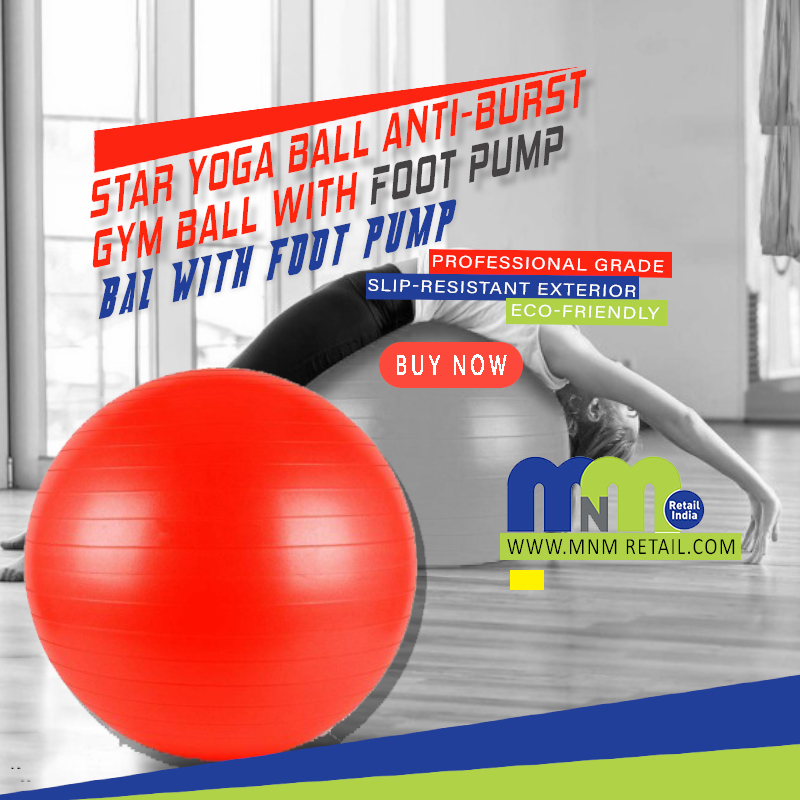 STAR YOGA BALL ANTI-BURST
GYM BALL WITH FOOT PUMP
BAL WITH FOOT PUMP
PROFESSIONAL GRADE
SLIP-RESISTANT EXTERIOR
ECO-FRIENDLY
BUY NOW
MNM
Retail
India
WWW.MNM RETAIL.COM